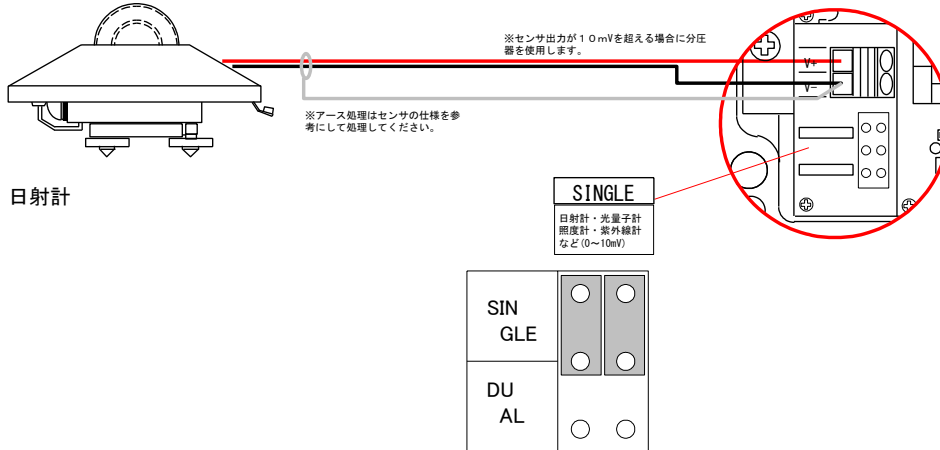 ※センサ出力が１０mVを超える場合に分圧
器を使用します。
V+
V-
※アース処理はセンサの仕様を参
考にして処理してください。
日射計
SINGLE
日射計・光量子計
照度計・紫外線計
など(0～10mV)
SIN
GLE
DU
AL